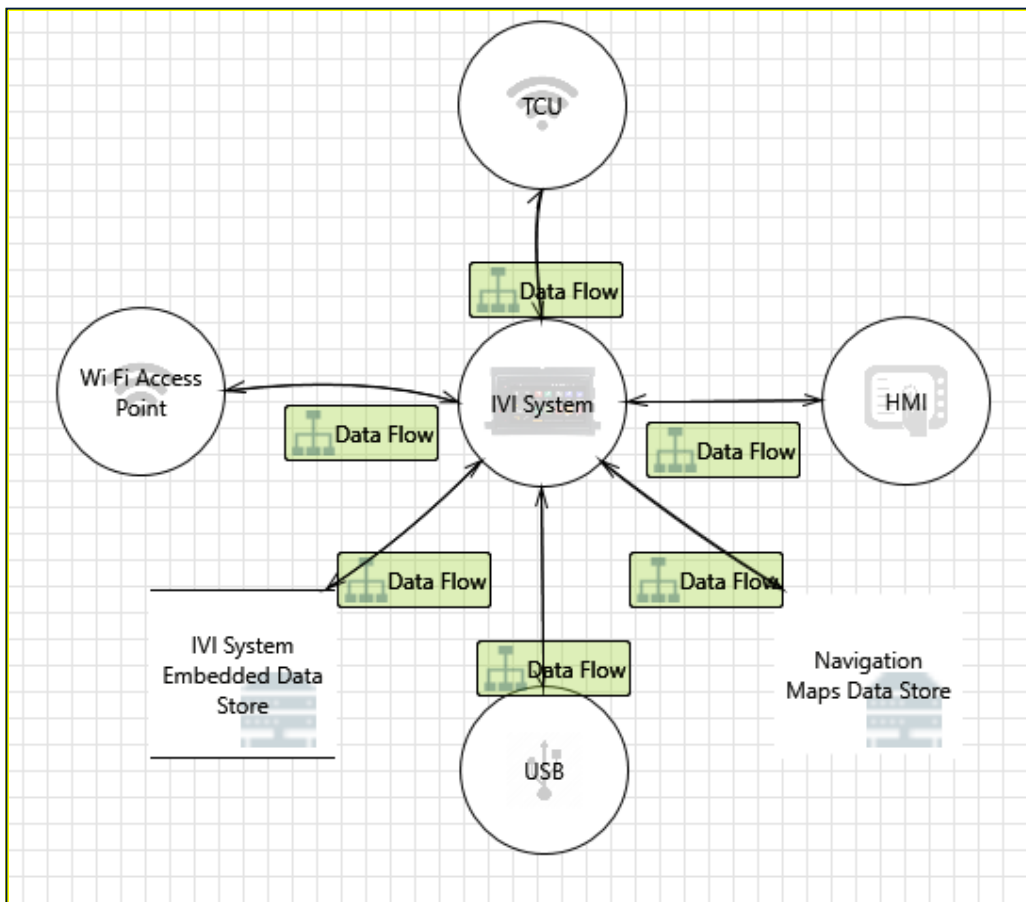 TCU
Data Flow
Wi Fi Access
Point
IVI System
HMI
Data Flow
Data Flow
Data Flow
Data Flow
IVI System
Embedded Data
Store
Data Flow
Navigation
Maps Data Store
USB